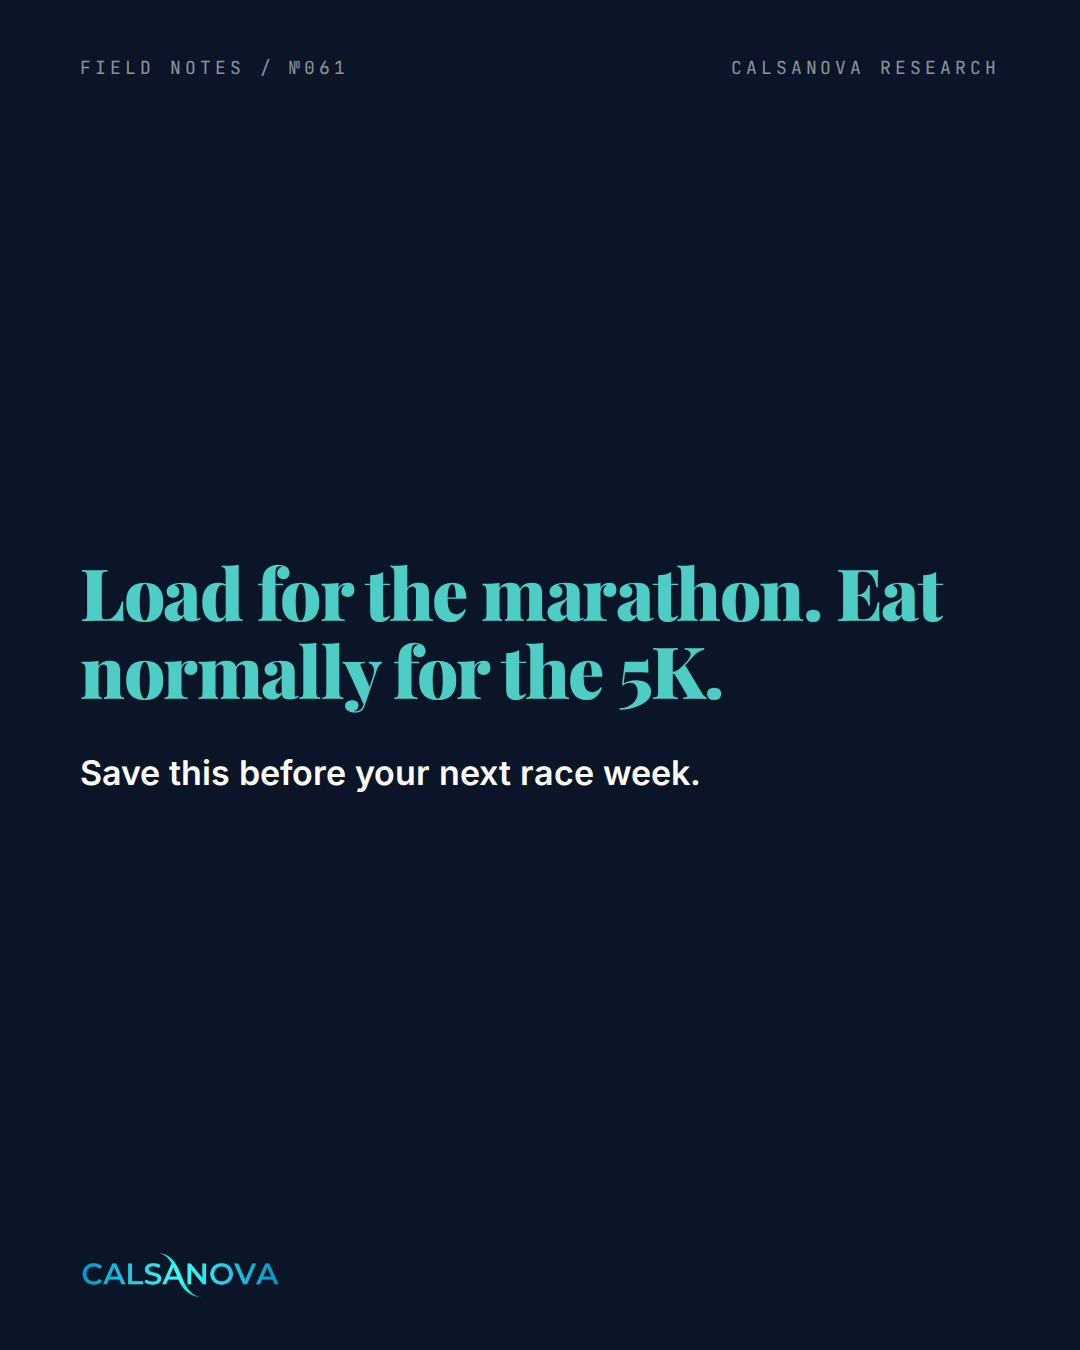 FIELD NOTES / №061
CALSANOVA RESEARCH
Load for the marathon. Eat
normally for the 5K.
Save this before your next race week.
CALSANOVA